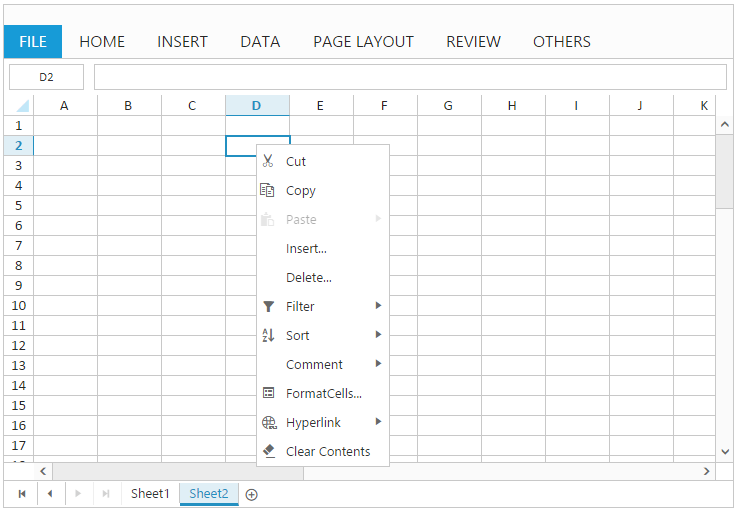 FILE HOME INSERT DATA PAGE LAYOUT REVIEW OTHERS
D2
A B C D E F G H I J K
1
2
3
4
5
6
7
8
9
10
11
12
13
14
15
16
17
Cut
Copy
Paste
Insert...
Delete...
Filter
Sort
Comment
FormatCells...
Hyperlink
Clear Contents
Sheet1 Sheet2